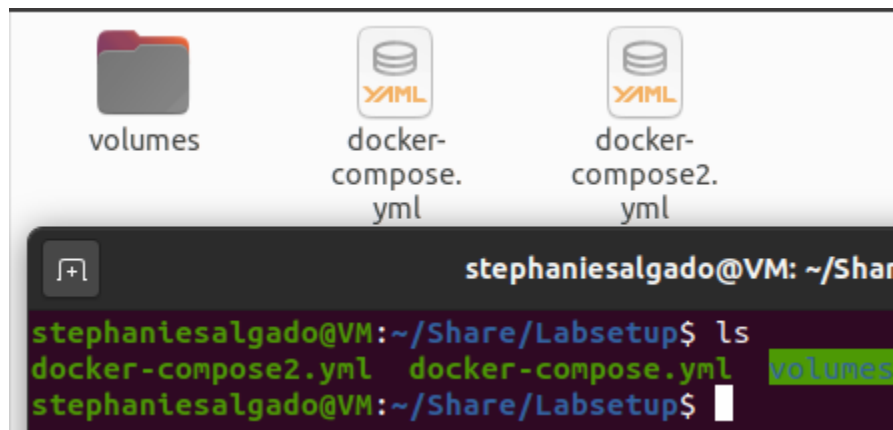 YAML
YAML
volumes
docker-
compose.
yml
docker-
compose2.
yml
stephaniesalgado@VM: ~/Shar
stephaniesalgado@VM:~/Share/Labsetup$ ls
docker-compose2.yml docker-compose.yml volumes
stephaniesalgado@VM:~/Share/Labsetup$